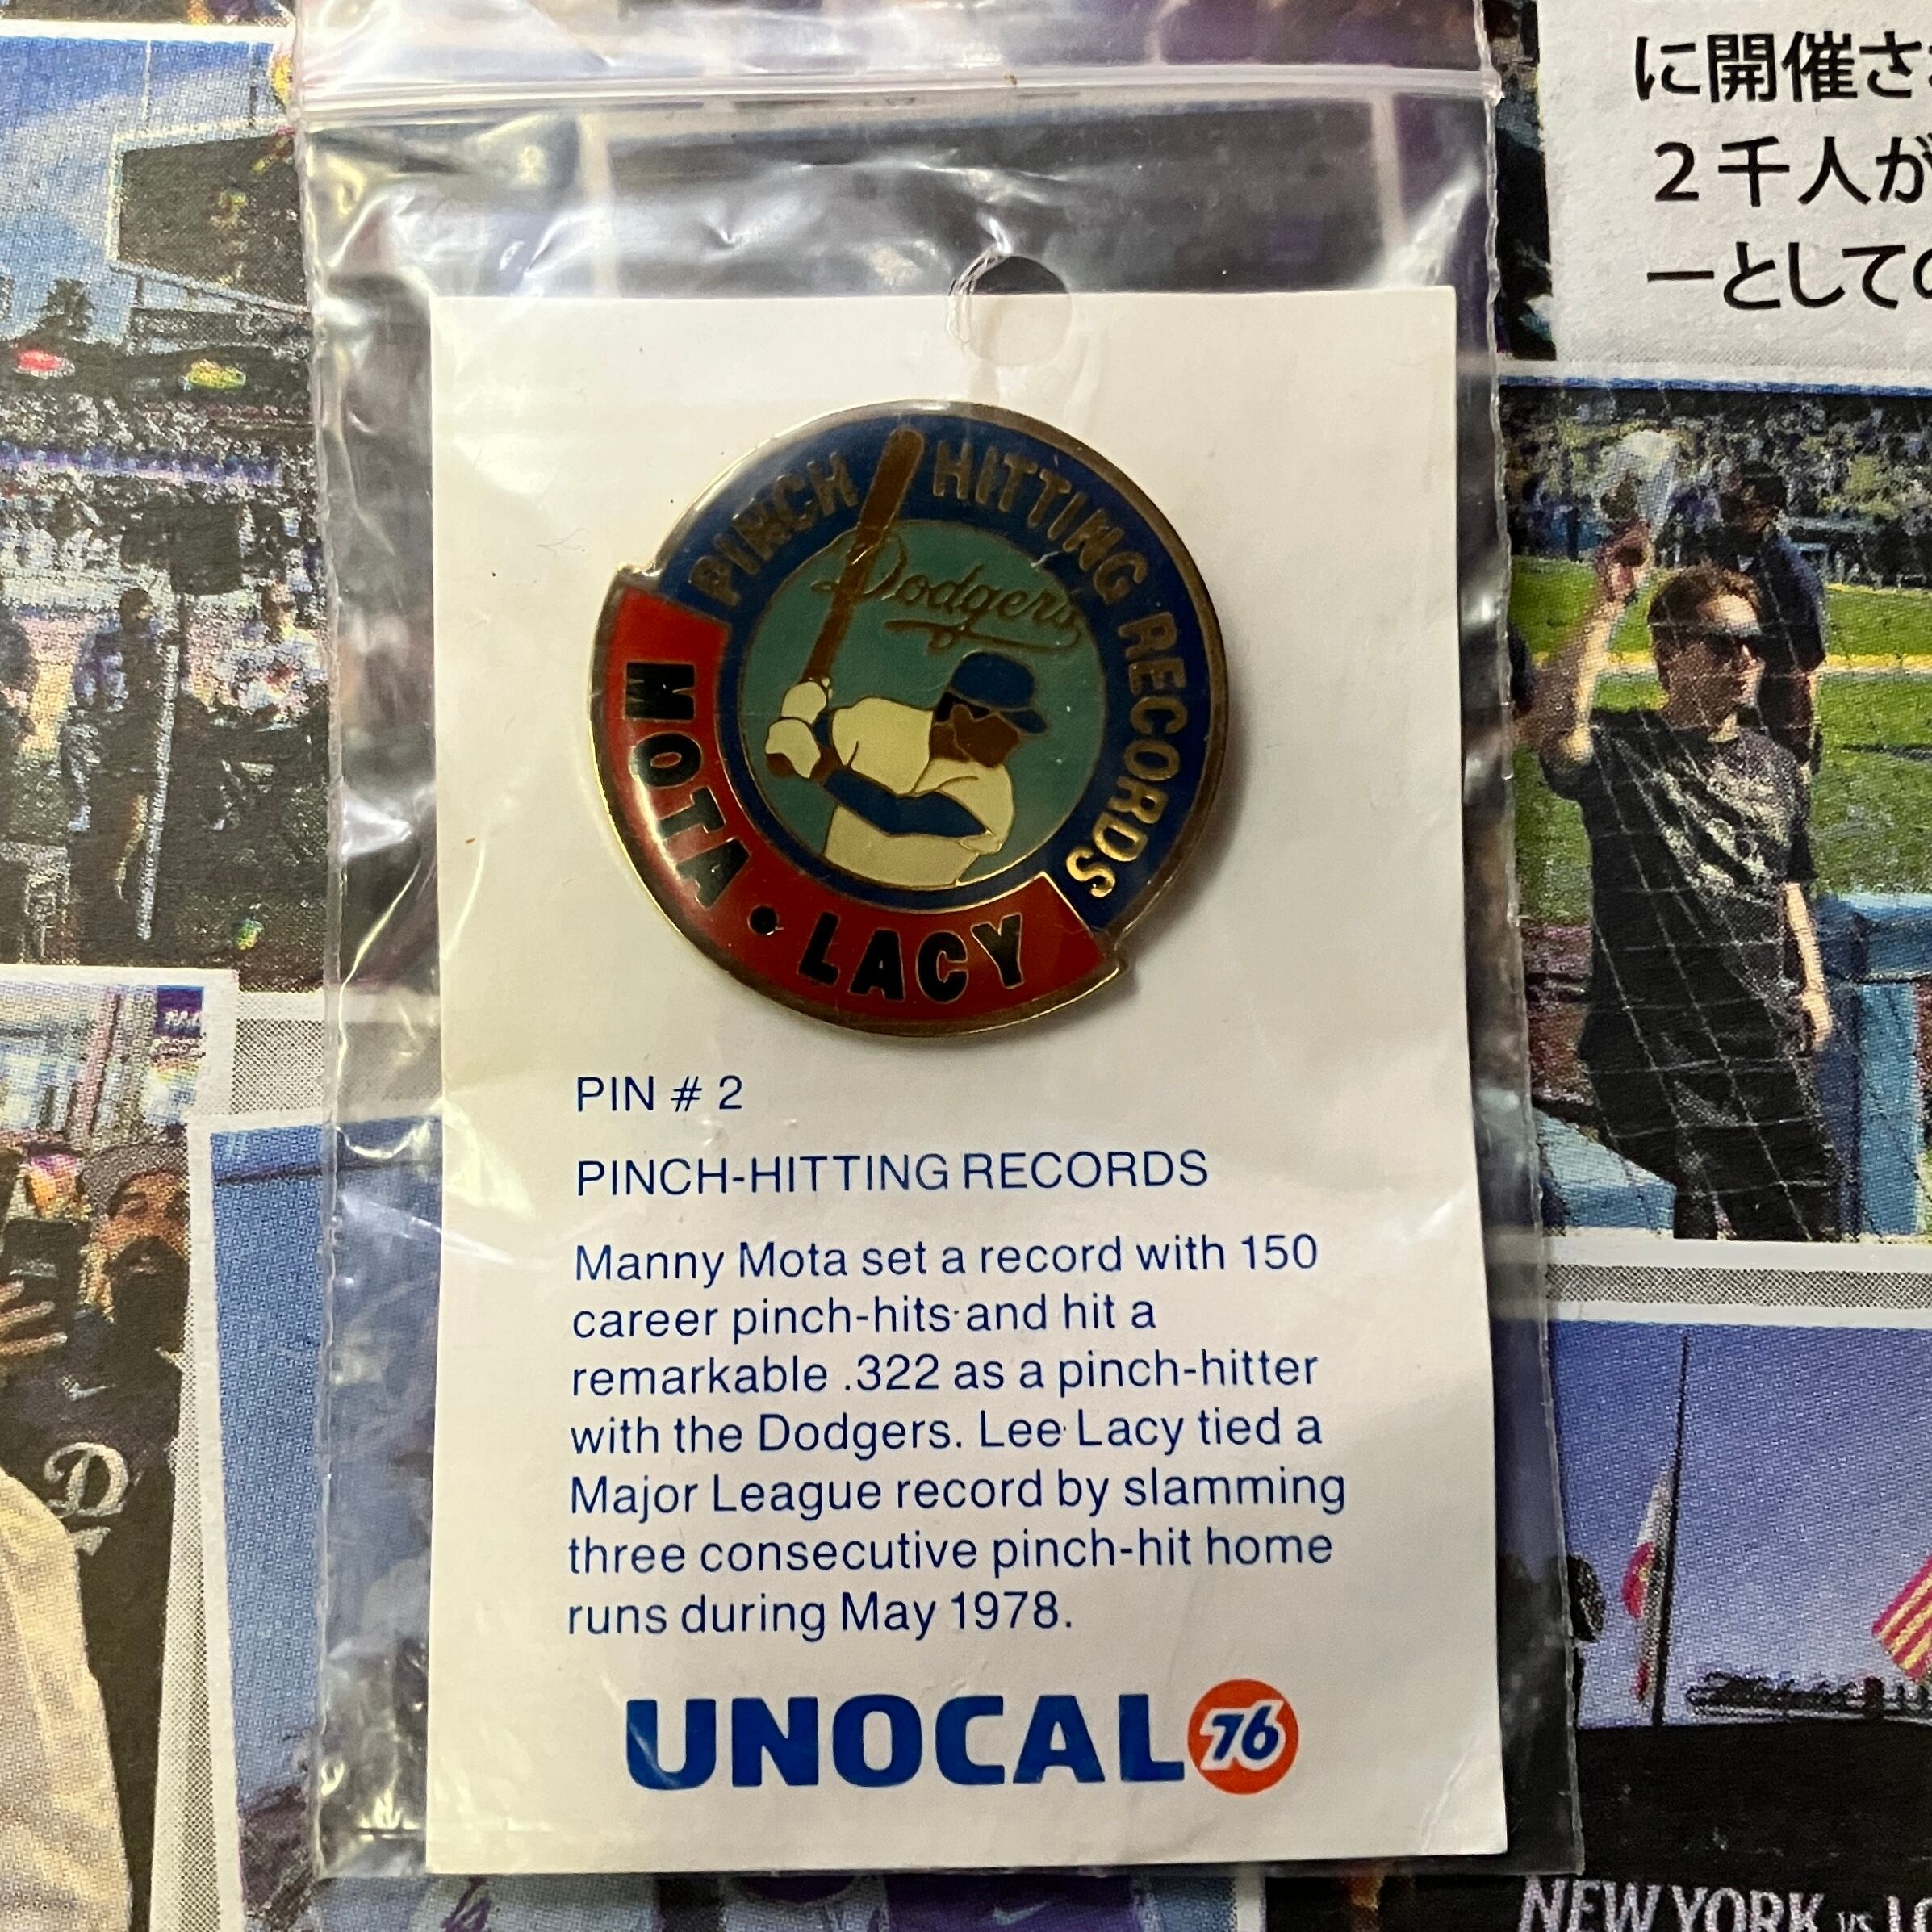 に開催さ
2千人が
ーとしての
PINCH HITTING RECORDS
Dodgers
MOTA • LACY
PIN # 2
PINCH-HITTING RECORDS
Manny Mota set a record with 150
career pinch-hits and hit a
remarkable .322 as a pinch-hitter
with the Dodgers. Lee Lacy tied a
Major League record by slamming
three consecutive pinch-hit home
runs during May 1978.
UNOCAL 76
D
NEW YORK VS LO